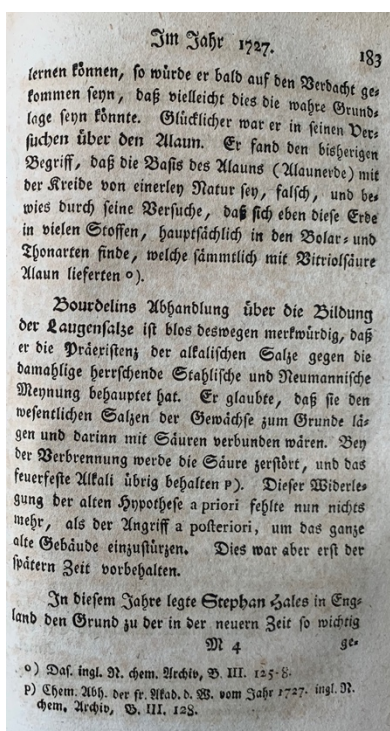 Im Jahr 1727.
183
lernen können, so würde er bald auf den Verdacht ge-
kommen seyn, daß vielleicht dies die wahre Grund-
lage seyn könnte. Glücklicher war er in seinen Ver-
suchen über den Alaun. Er fand den bisherigen
Begriff, daß die Basis des Alauns (Alaunerde) mit
der Kreide von einerley Natur sey, falsch, und be-
wies durch seine Versuche, daß sich eben diese Erde
in vielen Stoffen, hauptsächlich in den Bolar- und
Thonarten finde, welche sämmtlich mit Vitriolsäure
Alaun lieferten o).
Bourdelins Abhandlung über die Bildung
der Laugensalze ist blos deswegen merkwürdig, daß
er die Präexistenz der alkalischen Salze gegen die
damahlige herrschende Stahlische und Neumannische
Meynung behauptet hat. Er glaubte, daß sie den
wesentlichen Salzen der Gewächse zum Grunde lä-
gen und darinn mit Säuren verbunden wären. Bey
der Verbrennung werde die Säure zerstört, und das
feuerfeste Alkali übrig behalten p). Dieser Widerle-
gung der alten Hypothese a priori fehlte nun nichts
mehr, als der Angriff a posteriori, um das ganze
alte Gebäude einzustürzen. Dies war aber erst der
spätern Zeit vorbehalten.
In diesem Jahre legte Stephan Hales in Eng-
land den Grund zu der in der neuern Zeit so wichtig
M 4
ge-
o) Das. ingl. N. chem. Archiv, B. III. 125-8.
p) Chem. Abh. der fr. Akad. d. W. vom Jahr 1727. ingl. N.
chem. Archiv, B. III. 128.